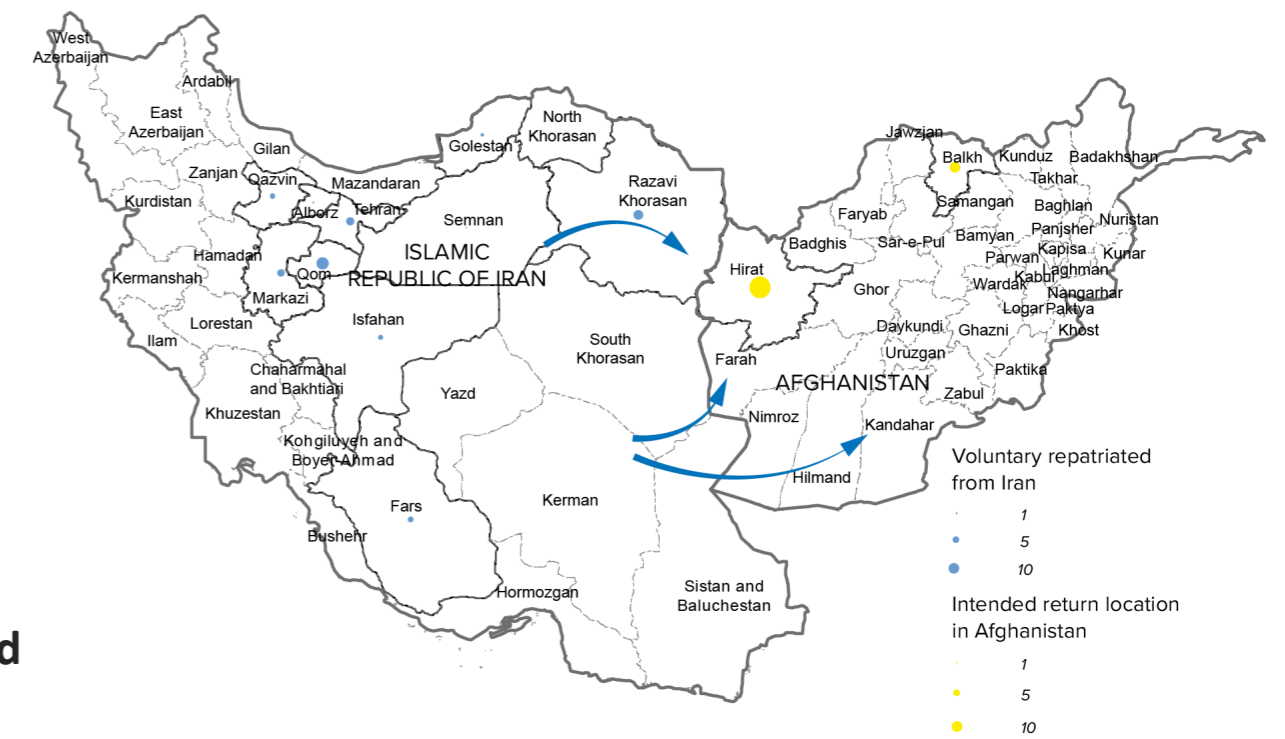 West
Azerbaijan
Ardabil
East
Azerbaijan
Gilan
Zanjan
Qazvin
Kurdistan
Alborz
Tehran
Mazandaran
Golestan
North
Khorasan
Semnan
Razavi
Khorasan
Hamadan
Qom
ISLAMIC
REPUBLIC OF IRAN
Kermanshah
Markazi
Lorestan
Ilam
Isfahan
Chaharmahal
and Bakhtiari
Khuzestan
Yazd
South
Khorasan
Kohgiluyeh and
Boyer-Ahmad
Fars
Bushehr
Kerman
Hormozgan
Sistan and
Baluchestan
Jawzjan
Balkh
Kunduz
Badakhshan
Takhar
Samangan
Baghlan
Faryab
Panjsher
Nuristan
Badghis
Sar-e-Pul
Bamyan
Kapisa
Parwan
Kunar
Hirat
Kabul
Laghman
Wardak
Nangarhar
Ghor
Logar
Paktya
Daykundi
Ghazni
Khost
Uruzgan
Farah
Paktika
AFGHANISTAN
Zabul
Nimroz
Kandahar
Hilmand
Voluntary repatriated
from Iran
1
5
10
Intended return location
in Afghanistan
1
5
10
d